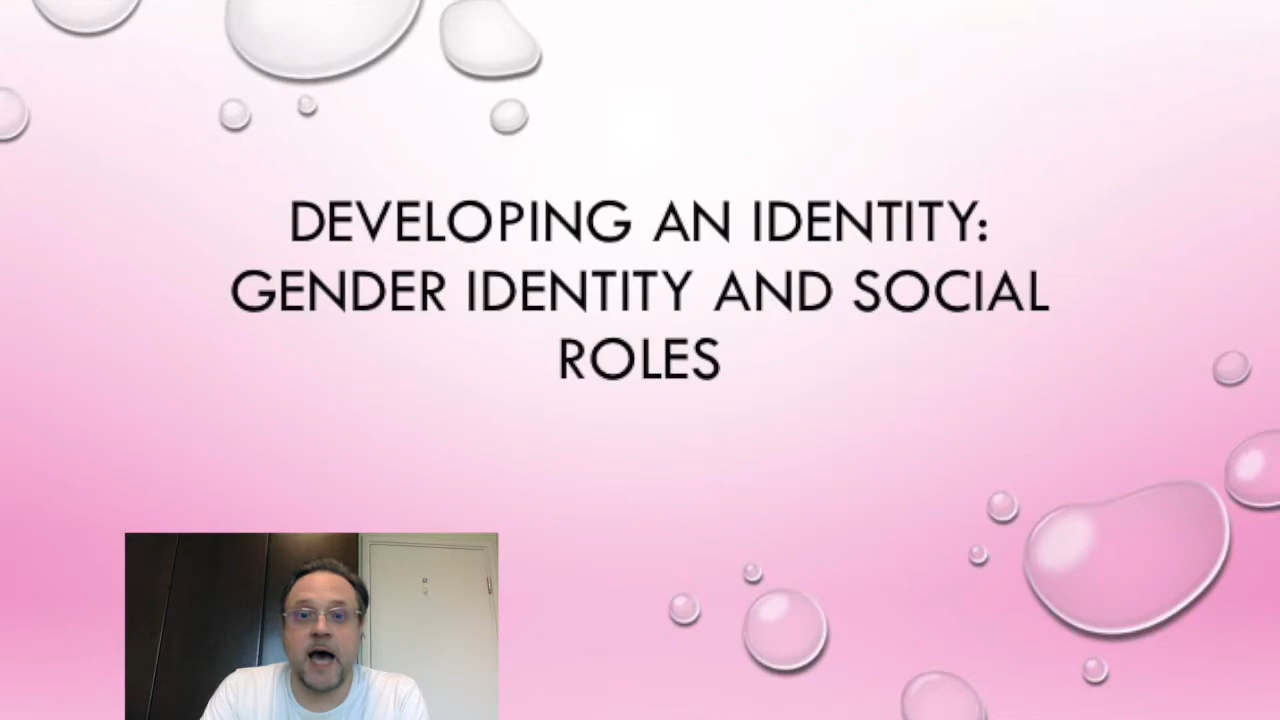 DEVELOPING AN IDENTITY:
GENDER IDENTITY AND SOCIAL
ROLES